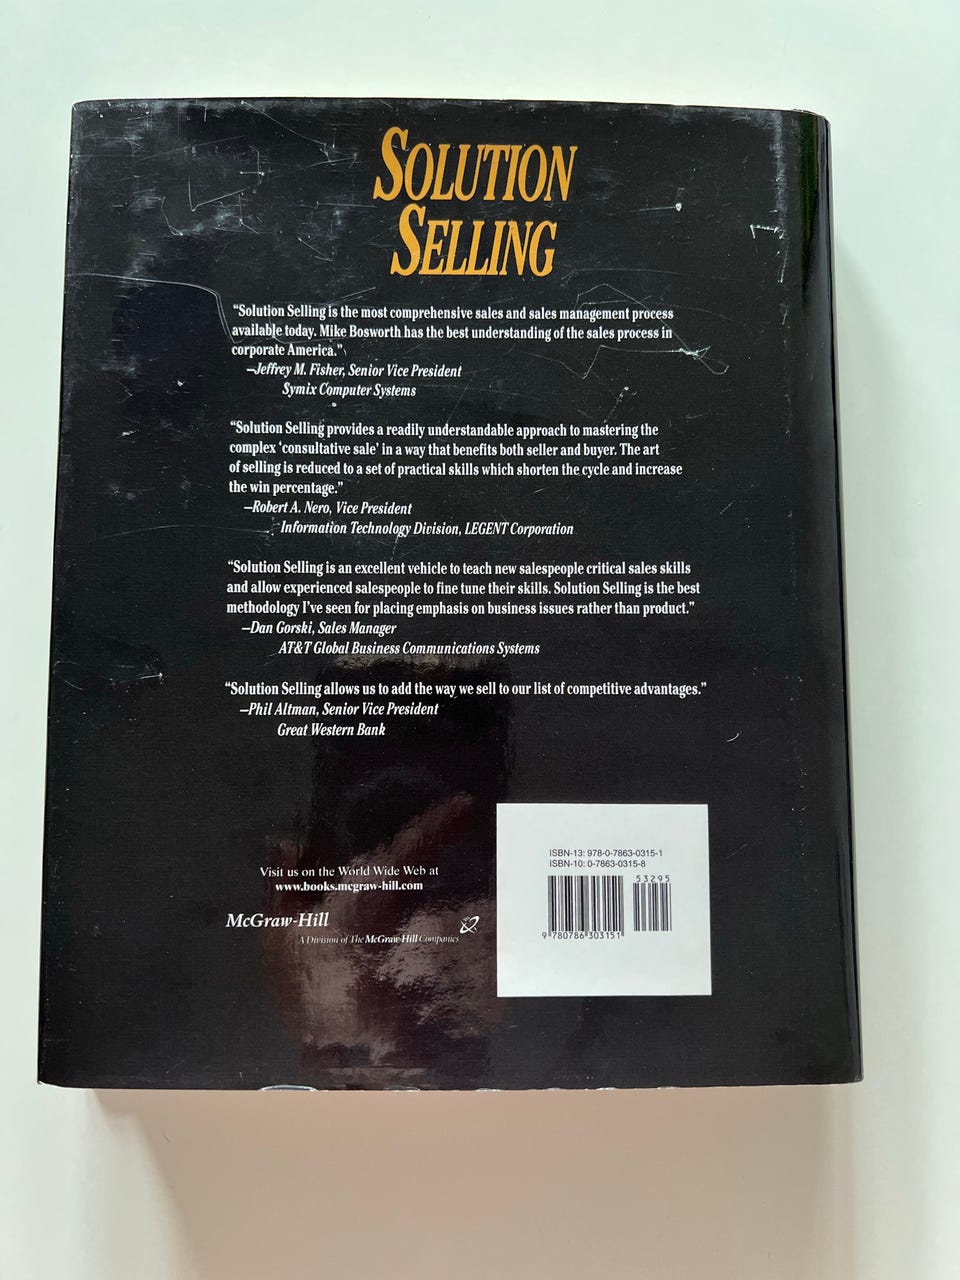 SOLUTION
SELLING
“Solution Selling is the most comprehensive sales and sales management process
available today. Mike Bosworth has the best understanding of the sales process in
corporate America.”
—Jeffrey M. Fisher, Senior Vice President
Symix Computer Systems
“Solution Selling provides a readily understandable approach to mastering the
complex ‘consultative sale’ in a way that benefits both seller and buyer. The art
of selling is reduced to a set of practical skills which shorten the cycle and increase
the win percentage.”
—Robert A. Nero, Vice President
Information Technology Division, LEGENT Corporation
“Solution Selling is an excellent vehicle to teach new salespeople critical sales skills
and allow experienced salespeople to fine tune their skills. Solution Selling is the best
methodology I’ve seen for placing emphasis on business issues rather than product.”
—Dan Gorski, Sales Manager
AT&T Global Business Communications Systems
“Solution Selling allows us to add the way we sell to our list of competitive advantages.”
—Phil Altman, Senior Vice President
Great Western Bank
Visit us on the World Wide Web at
www.books.mcgraw-hill.com
McGraw-Hill
A Division of The McGraw-Hill Companies
ISBN-13: 978-0-7863-0315-1
ISBN-10: 0-7863-0315-8
53295
9 780786 303151